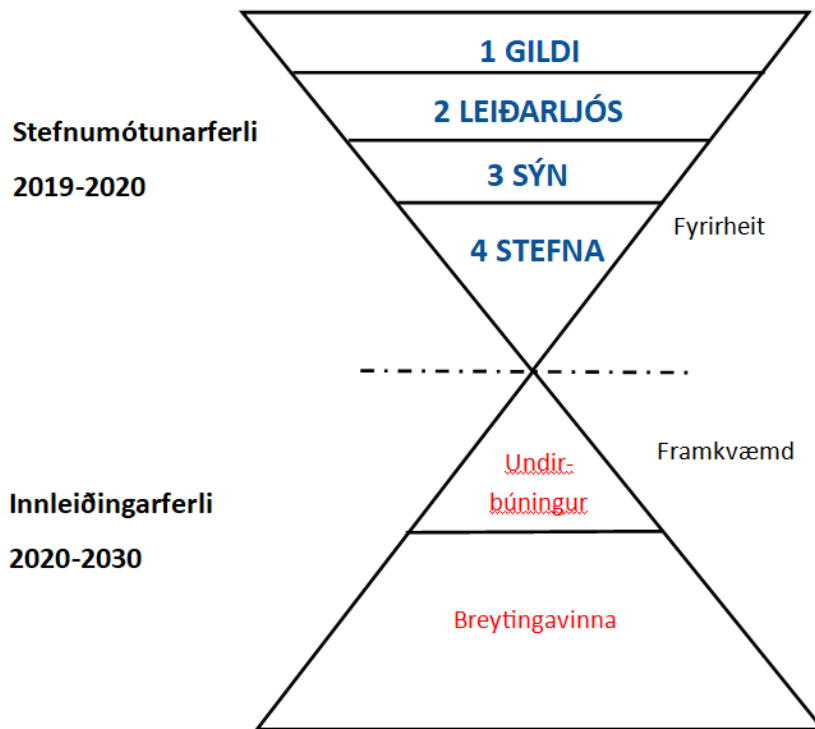 1 GILDI
2 LEIÐARLJÓS
Stefnumótunarferli
2019-2020
3 SÝN
Fyrirheit
4 STEFNA
Framkvæmd
Undir-
búningur
Innleiðingarferli
2020-2030
Breytingavinna